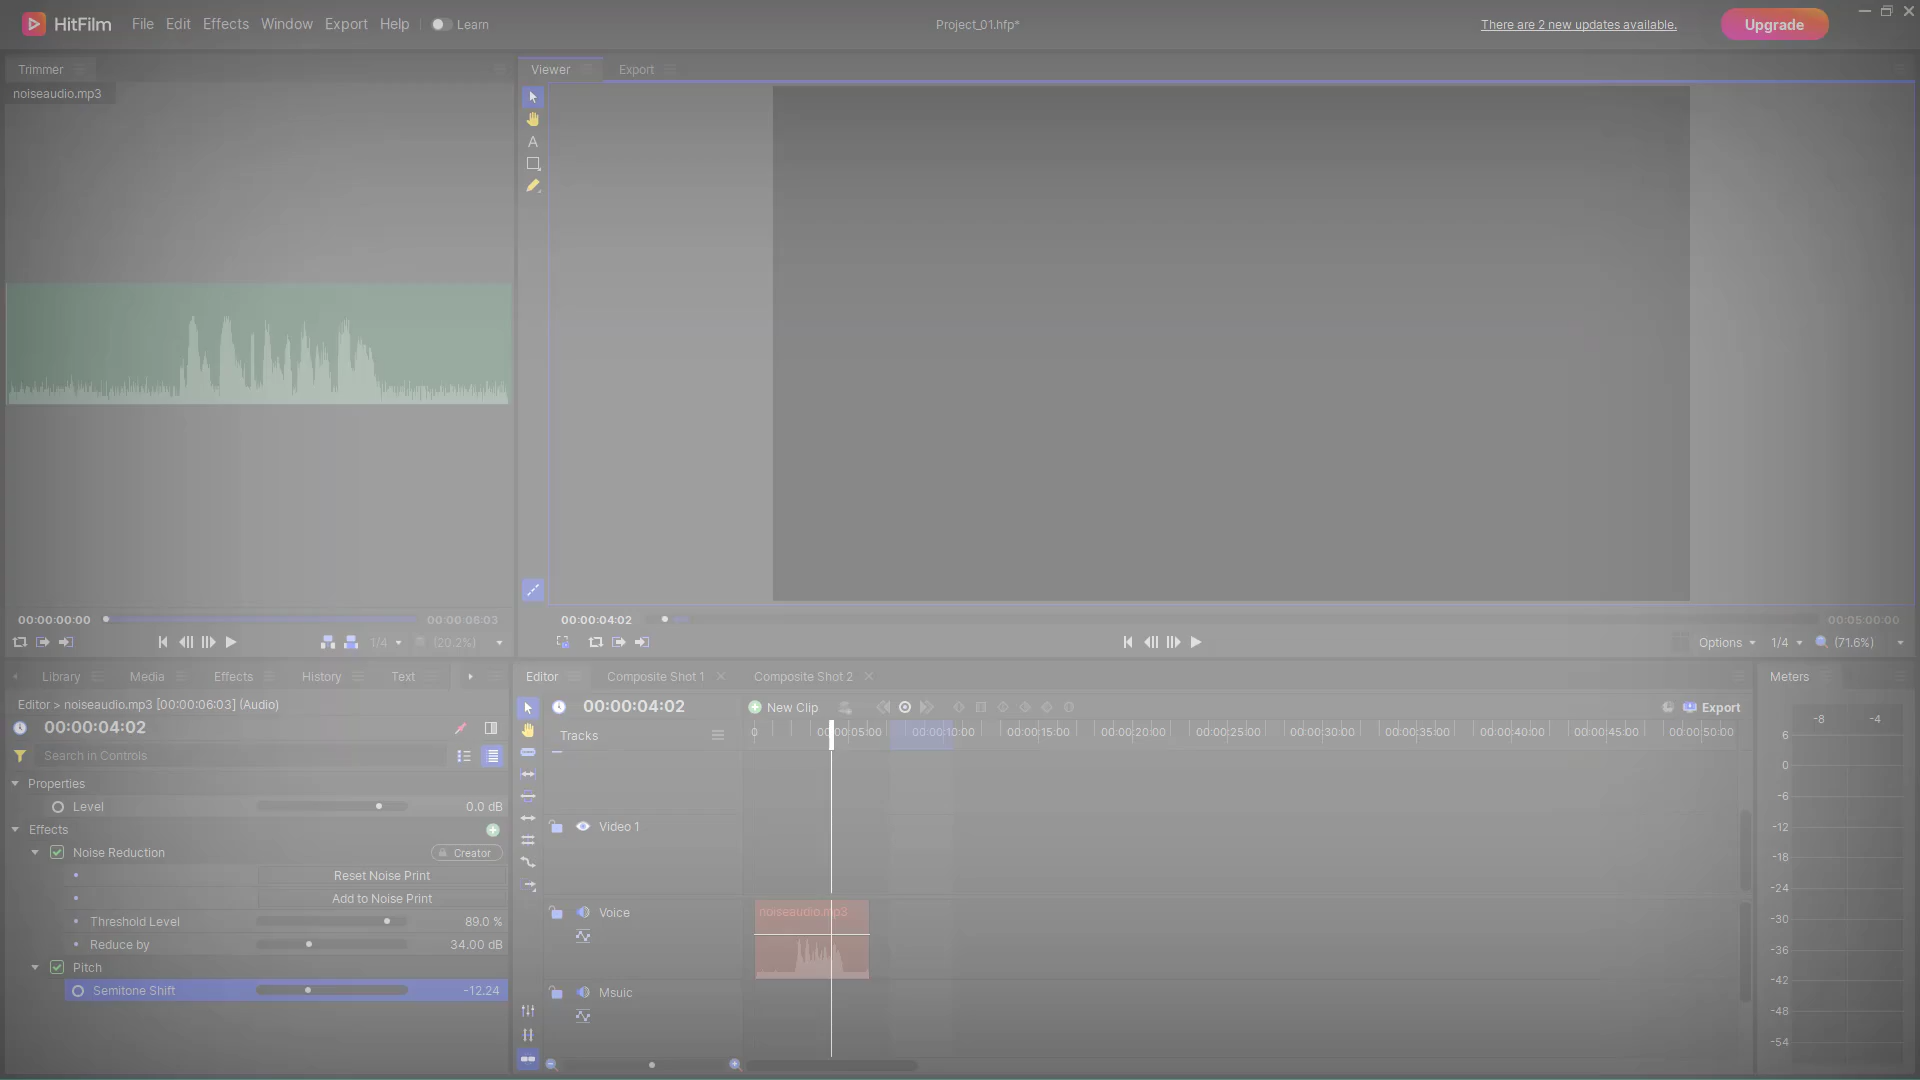 HitFilm File Edit Effects Window Export Help Learn Project_01.hfp* There are 2 new updates available. Upgrade
Trimmer
noiseaudio.mp3
Viewer Export
A
00:00:00:00 00:00:06:03
1/4 (20.2%)
00:00:04:02 00:05:00:00
Options 1/4 (71.6%)
Library Media Effects History Text
Editor > noiseaudio.mp3 [00:00:06:03] (Audio)
00:00:04:02
Search in Controls
Properties
Level 0.0 dB
Effects
Noise Reduction Creator
Reset Noise Print
Add to Noise Print
Threshold Level 89.0 %
Reduce by 34.00 dB
Pitch
Semitone Shift -12.24
Editor Composite Shot 1 Composite Shot 2
00:00:04:02 New Clip Export
Tracks 0 00:00:05:00 00:00:10:00 00:00:15:00 00:00:20:00 00:00:25:00 00:00:30:00 00:00:35:00 00:00:40:00 00:00:45:00 00:00:50:00
Video 1
Voice noiseaudio.mp3
Msuic
Meters
-8 -4
6
0
-6
-12
-18
-24
-30
-36
-42
-48
-54